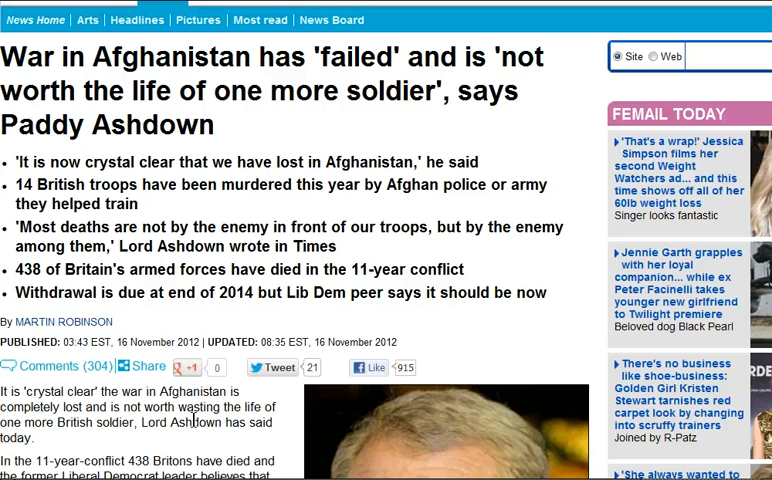 News Home | Arts | Headlines | Pictures | Most read | News Board
War in Afghanistan has 'failed' and is 'not
worth the life of one more soldier', says
Paddy Ashdown
• 'It is now crystal clear that we have lost in Afghanistan,' he said
• 14 British troops have been murdered this year by Afghan police or army
they helped train
• 'Most deaths are not by the enemy in front of our troops, but by the enemy
among them,' Lord Ashdown wrote in Times
• 438 of Britain's armed forces have died in the 11-year conflict
• Withdrawal is due at end of 2014 but Lib Dem peer says it should be now
By MARTIN ROBINSON
PUBLISHED: 03:43 EST, 16 November 2012 | UPDATED: 08:35 EST, 16 November 2012
Comments (304) Share +1 0 Tweet 21 Like 915
It is 'crystal clear' the war in Afghanistan is
completely lost and is not worth wasting the life of
one more British soldier, Lord Ashdown has said
today.
In the 11-year-conflict 438 Britons have died and
the former Liberal Democrat leader believes that
Site Web
FEMAIL TODAY
'That's a wrap!' Jessica
Simpson films her
second Weight
Watchers ad... and this
time shows off all of her
60lb weight loss
Singer looks fantastic
Jennie Garth grapples
with her loyal
companion... while ex
Peter Facinelli takes
younger new girlfriend
to Twilight premiere
Beloved dog Black Pearl
There's no business
like shoe-business:
Golden Girl Kristen
Stewart tarnishes red
carpet look by changing
into scruffy trainers
Joined by R-Patz
'She always wanted to